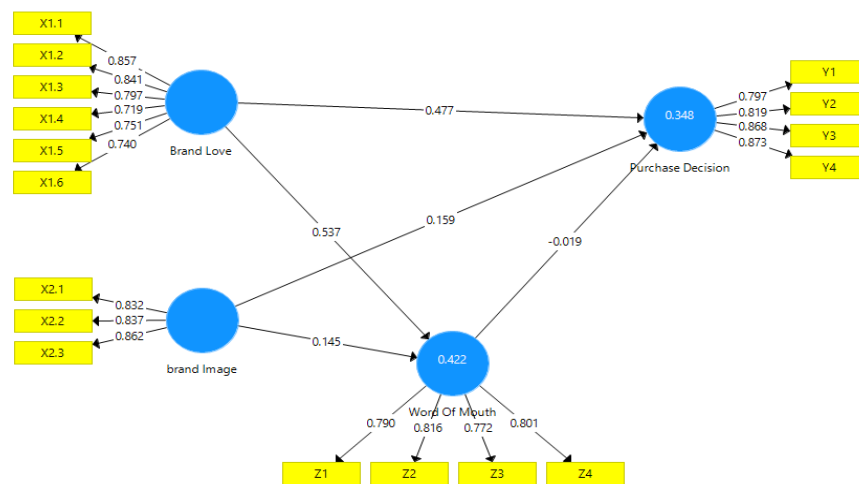 X1.1
X1.2
X1.3
X1.4
X1.5
X1.6
0.857
0.841
0.797
0.719
0.751
0.740
Brand Love
0.477
0.348
Purchase Decision
Y1
Y2
Y3
Y4
0.797
0.819
0.868
0.873
0.537
0.159
-0.019
X2.1
X2.2
X2.3
0.832
0.837
0.862
brand Image
0.145
0.422
Word Of Mouth
0.790
0.816
0.772
0.801
Z1
Z2
Z3
Z4